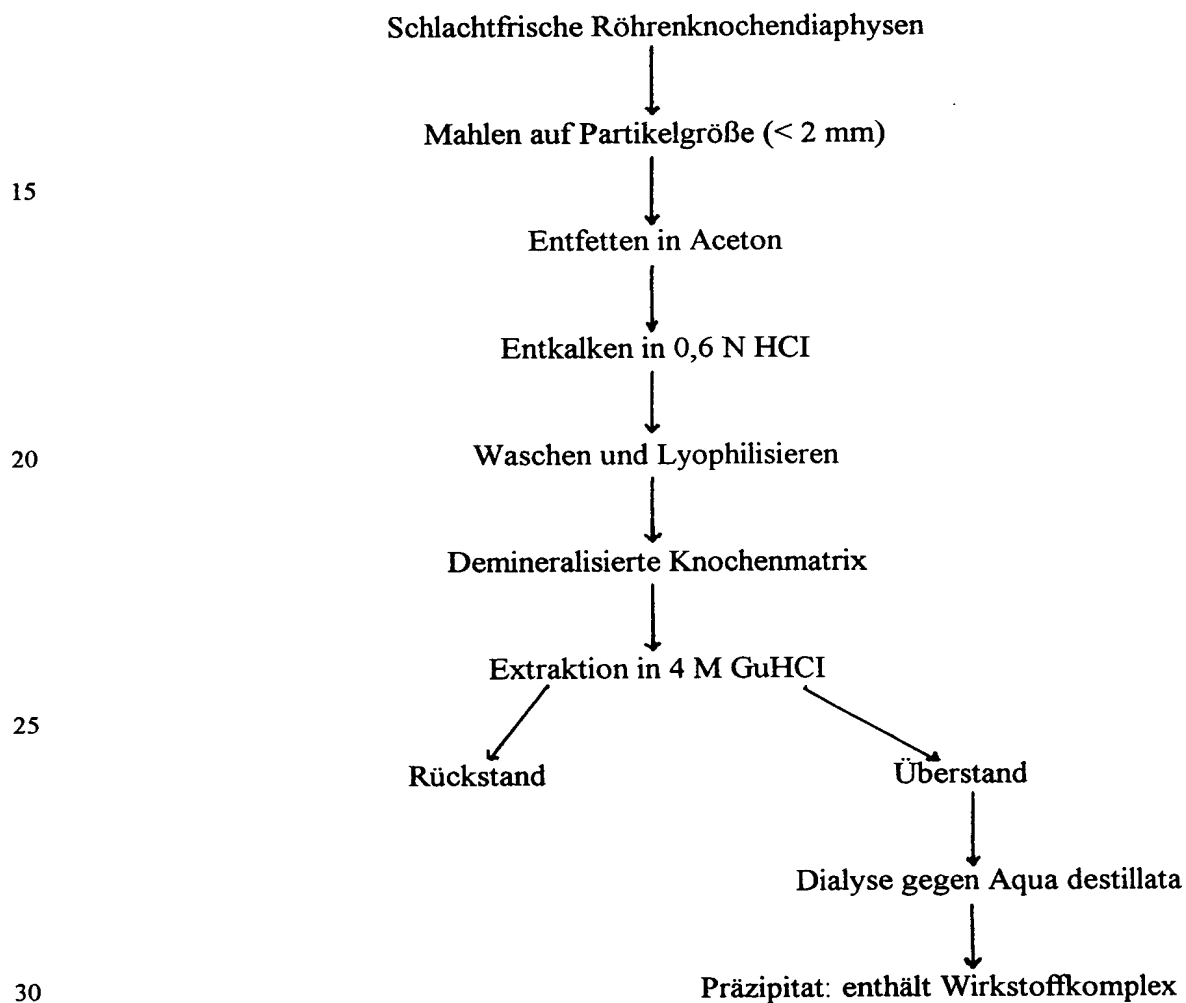 Schlachtfrische Röhrenknochendiaphysen
Mahlen auf Partikelgröße (< 2 mm)
15
Entfetten in Aceton
Entkalken in 0,6 N HCI
20 Waschen und Lyophilisieren
Demineralisierte Knochenmatrix
Extraktion in 4 M GuHCI
25
Rückstand Überstand
Dialyse gegen Aqua destillata
30 Präzipitat: enthält Wirkstoffkomplex